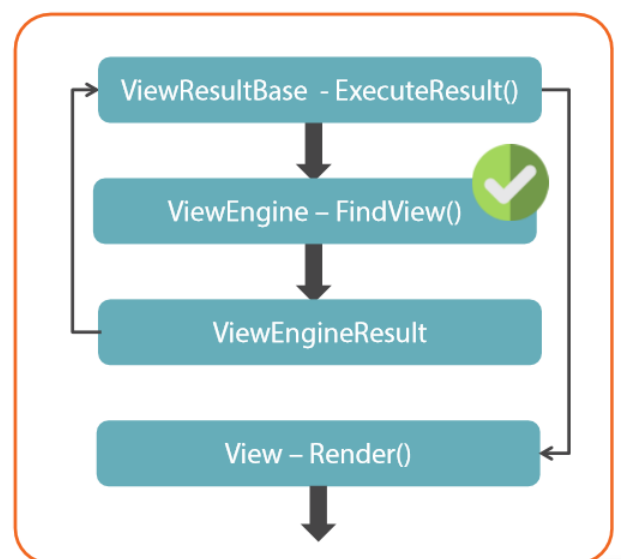 ViewResultBase  - ExecuteResult()
ViewEngine – FindView()
ViewEngineResult
View – Render()